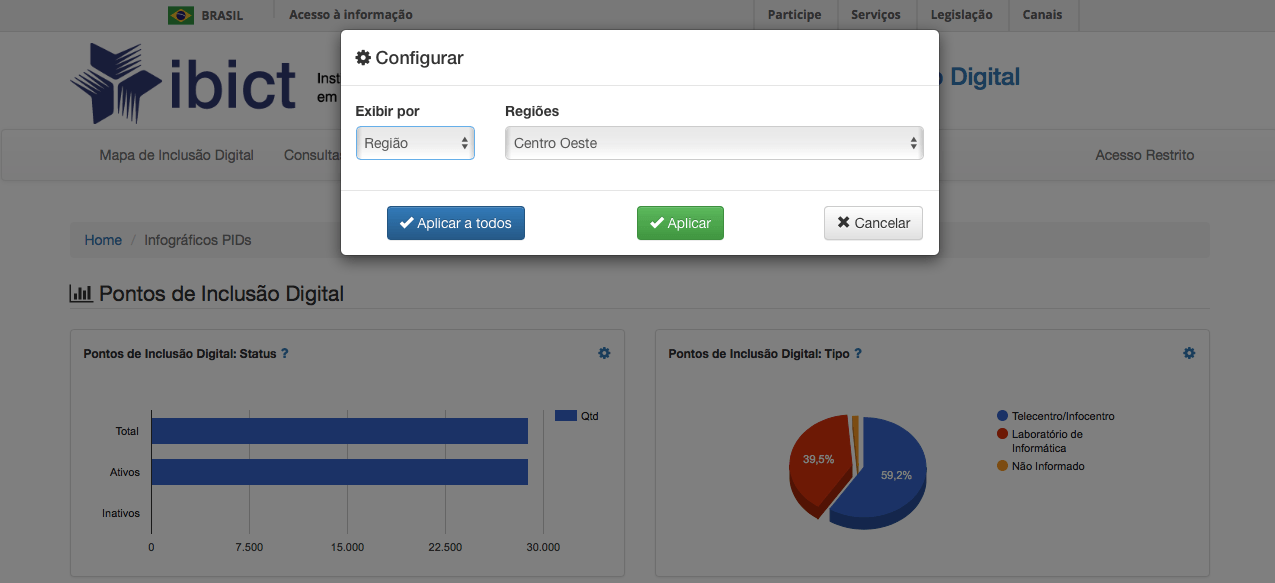 BRASIL
Acesso à informação
Participe
Serviços
Legislação
Canais
ibict
Inst
em
Digital
Configurar
Exibir por
Regiões
Região
Centro Oeste
Aplicar a todos
Aplicar
Cancelar
Mapa de Inclusão Digital
Consulta
Acesso Restrito
Home / Infográficos PIDs
Pontos de Inclusão Digital
Pontos de Inclusão Digital: Status ?
Qtd
Total
Ativos
Inativos
0 7.500 15.000 22.500 30.000
Pontos de Inclusão Digital: Tipo ?
39,5%
59,2%
Telecentro/Infocentro
Laboratório de
Informática
Não Informado